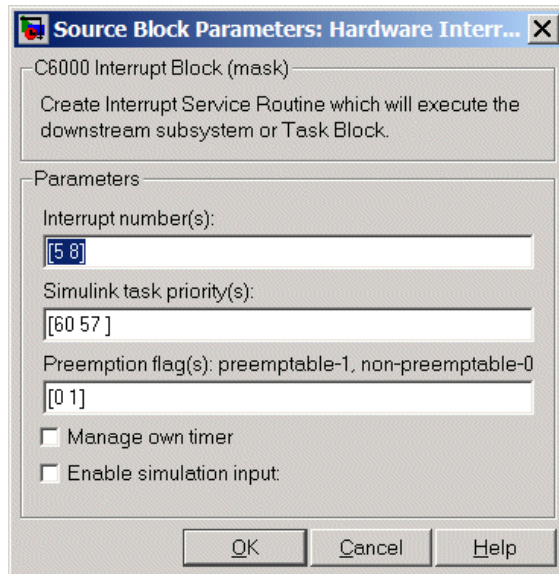 Source Block Parameters: Hardware Interr...
C6000 Interrupt Block (mask)
Create Interrupt Service Routine which will execute the
downstream subsystem or Task Block.
Parameters
Interrupt number(s):
[5 8]
Simulink task priority(s):
[60 57 ]
Preemption flag(s): preemptable-1, non-preemptable-0
[0 1]
Manage own timer
Enable simulation input:
OK Cancel Help